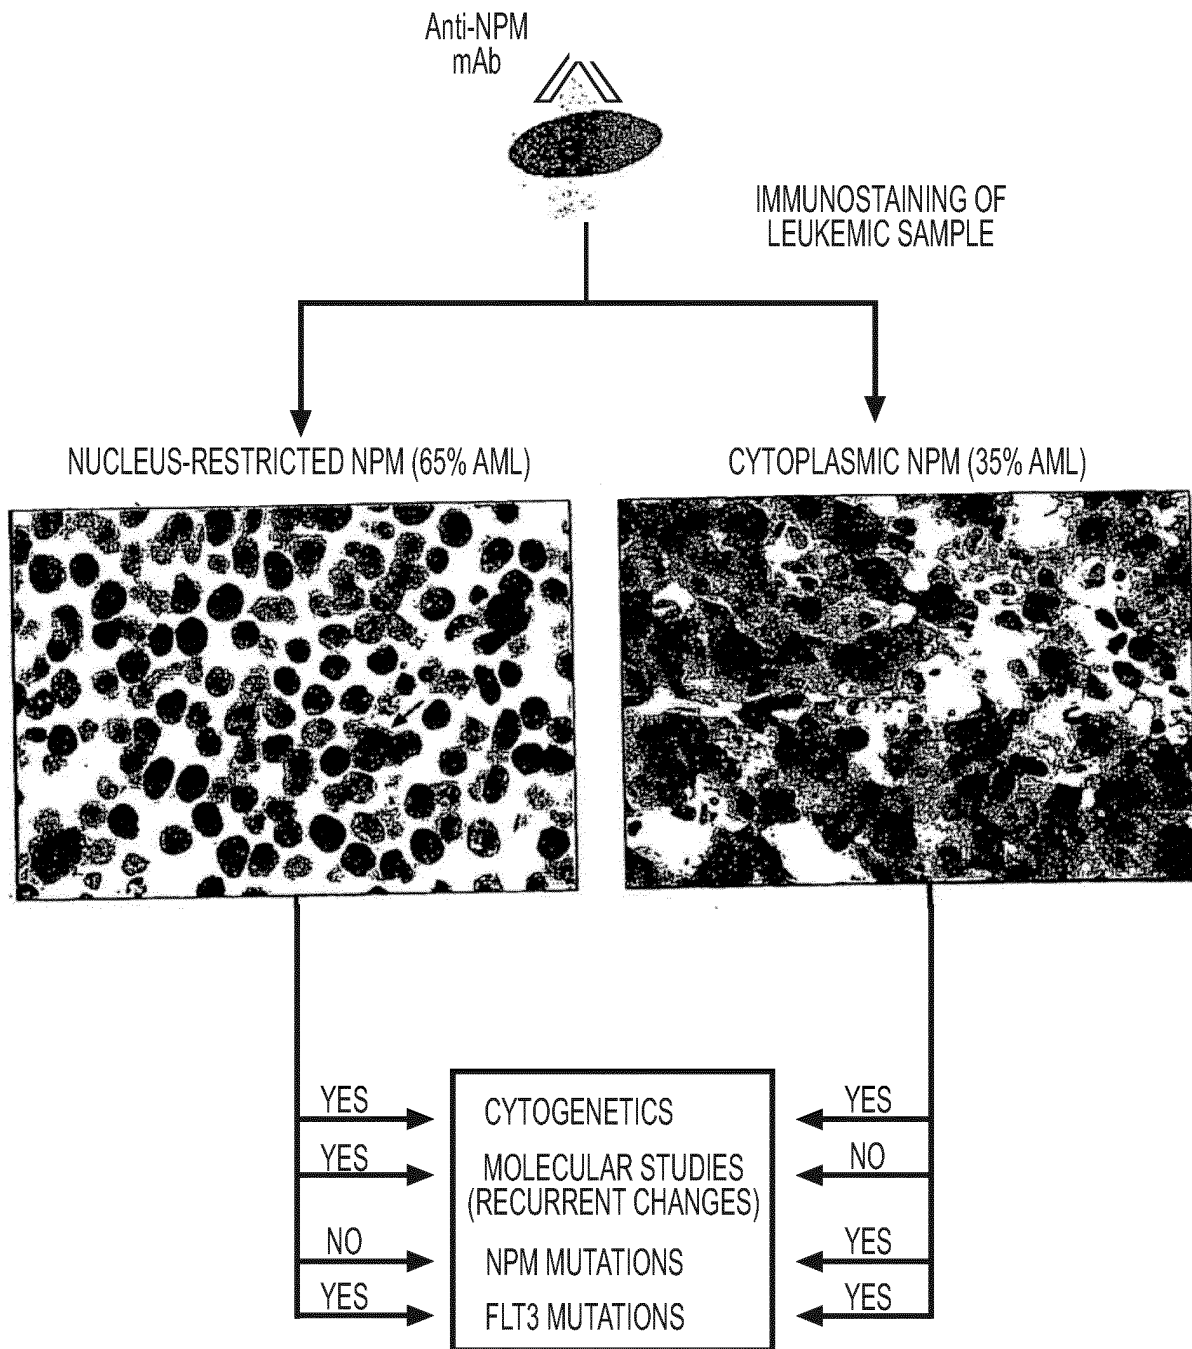 Anti-NPM
mAb
IMMUNOSTAINING OF
LEUKEMIC SAMPLE
NUCLEUS-RESTRICTED NPM (65% AML)
CYTOPLASMIC NPM (35% AML)
YES
CYTOGENETICS
YES
YES
MOLECULAR STUDIES
(RECURRENT CHANGES)
NO
NO
NPM MUTATIONS
YES
YES
FLT3 MUTATIONS
YES